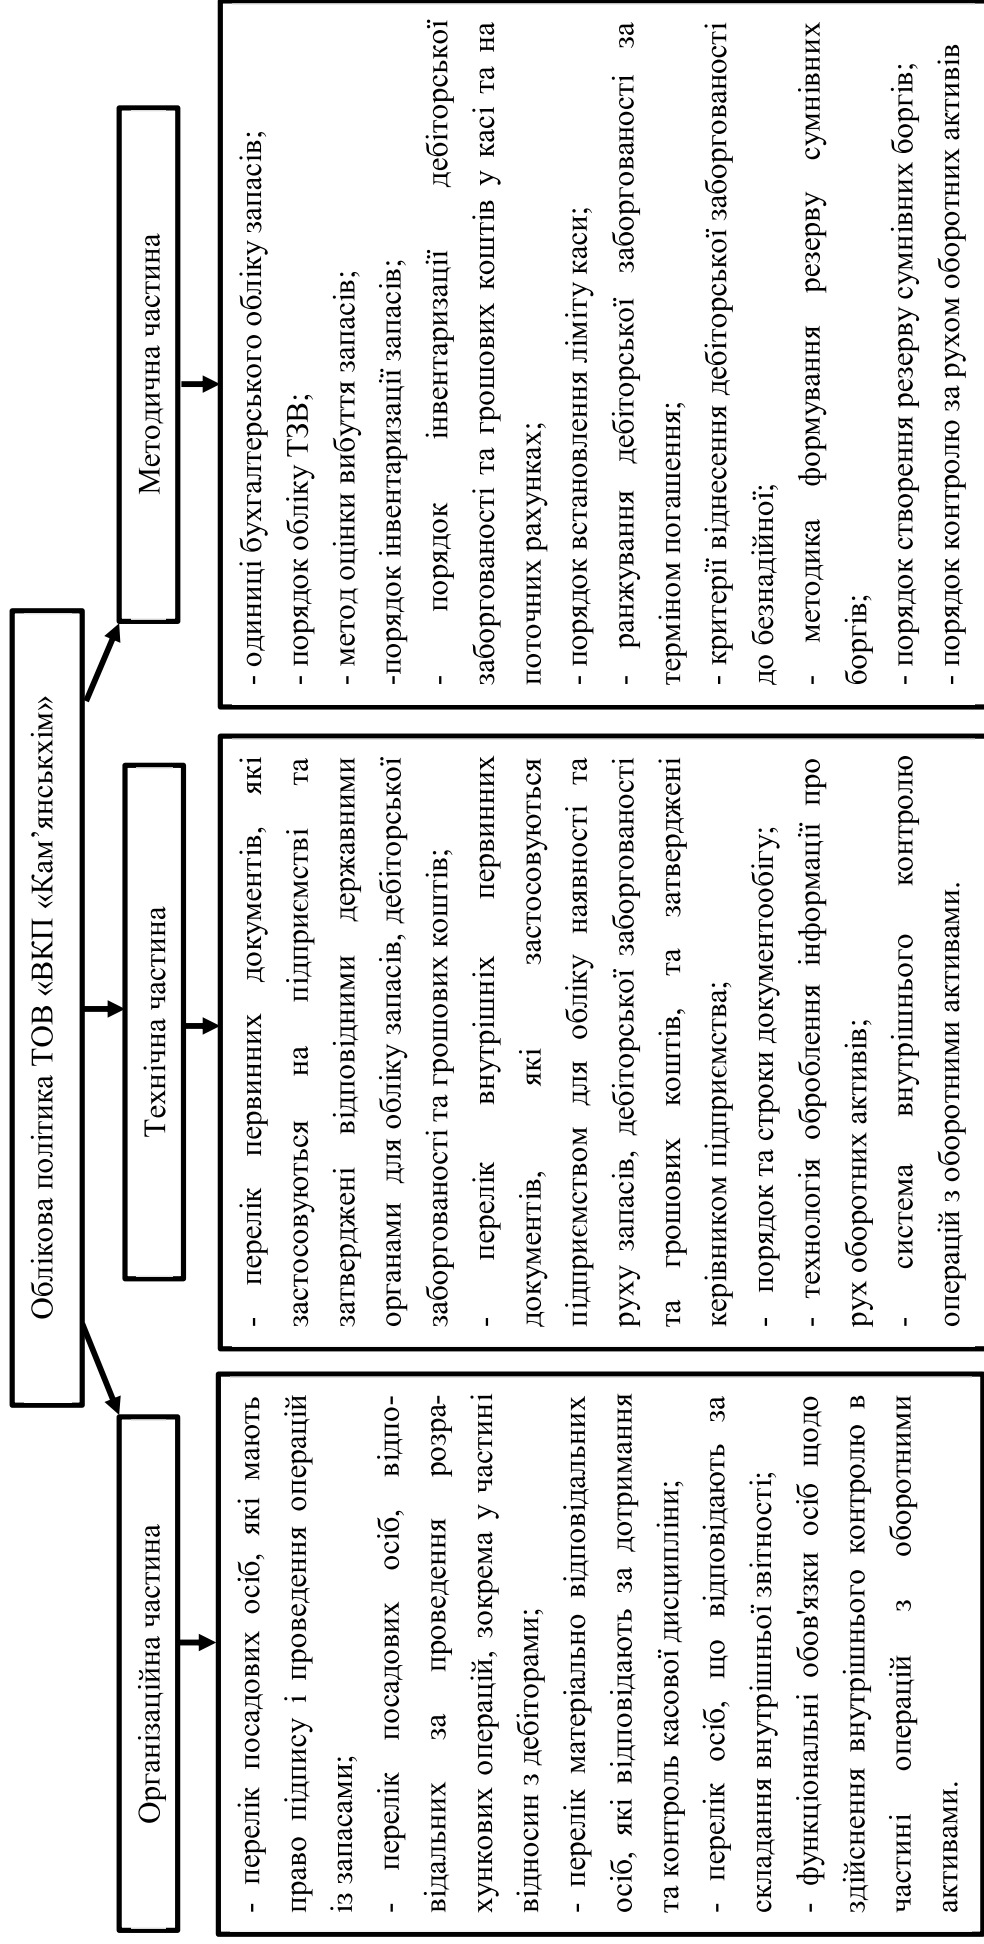 Облікова політика ТОВ «ВКП «Кам’янськхім»
Організаційна частина
- перелік посадових осіб, які мають
право підпису і проведення операцій
із запасами;
- перелік посадових осіб, відпо-
відальних за проведення розра-
хункових операцій, зокрема у частині
відносин з дебіторами;
- перелік матеріально відповідальних
осіб, які відповідають за дотримання
та контроль касової дисципліни;
- перелік осіб, що відповідають за
складання внутрішньої звітності;
- функціональні обов'язки осіб щодо
здійснення внутрішнього контролю в
частині операцій з оборотними
активами.
Технічна частина
- перелік первинних документів, які
застосовуються на підприємстві та
затверджені відповідними державними
органами для обліку запасів, дебіторської
заборгованості та грошових коштів;
- перелік внутрішніх первинних
документів, які застосовуються
підприємством для обліку наявності та
руху запасів, дебіторської заборгованості
та грошових коштів, та затверджені
керівником підприємства;
- порядок та строки документообігу;
- технологія оброблення інформації про
рух оборотних активів;
- система внутрішнього контролю
операцій з оборотними активами.
Методична частина
- одиниці бухгалтерського обліку запасів;
- порядок обліку ТЗВ;
- метод оцінки вибуття запасів;
-порядок інвентаризації запасів;
- порядок інвентаризації дебіторської
заборгованості та грошових коштів у касі та на
поточних рахунках;
- порядок встановлення ліміту каси;
- ранжування дебіторської заборгованості за
терміном погашення;
- критерії віднесення дебіторської заборгованості
до безнадійної;
- методика формування резерву сумнівних
боргів;
- порядок створення резерву сумнівних боргів;
- порядок контролю за рухом оборотних активів